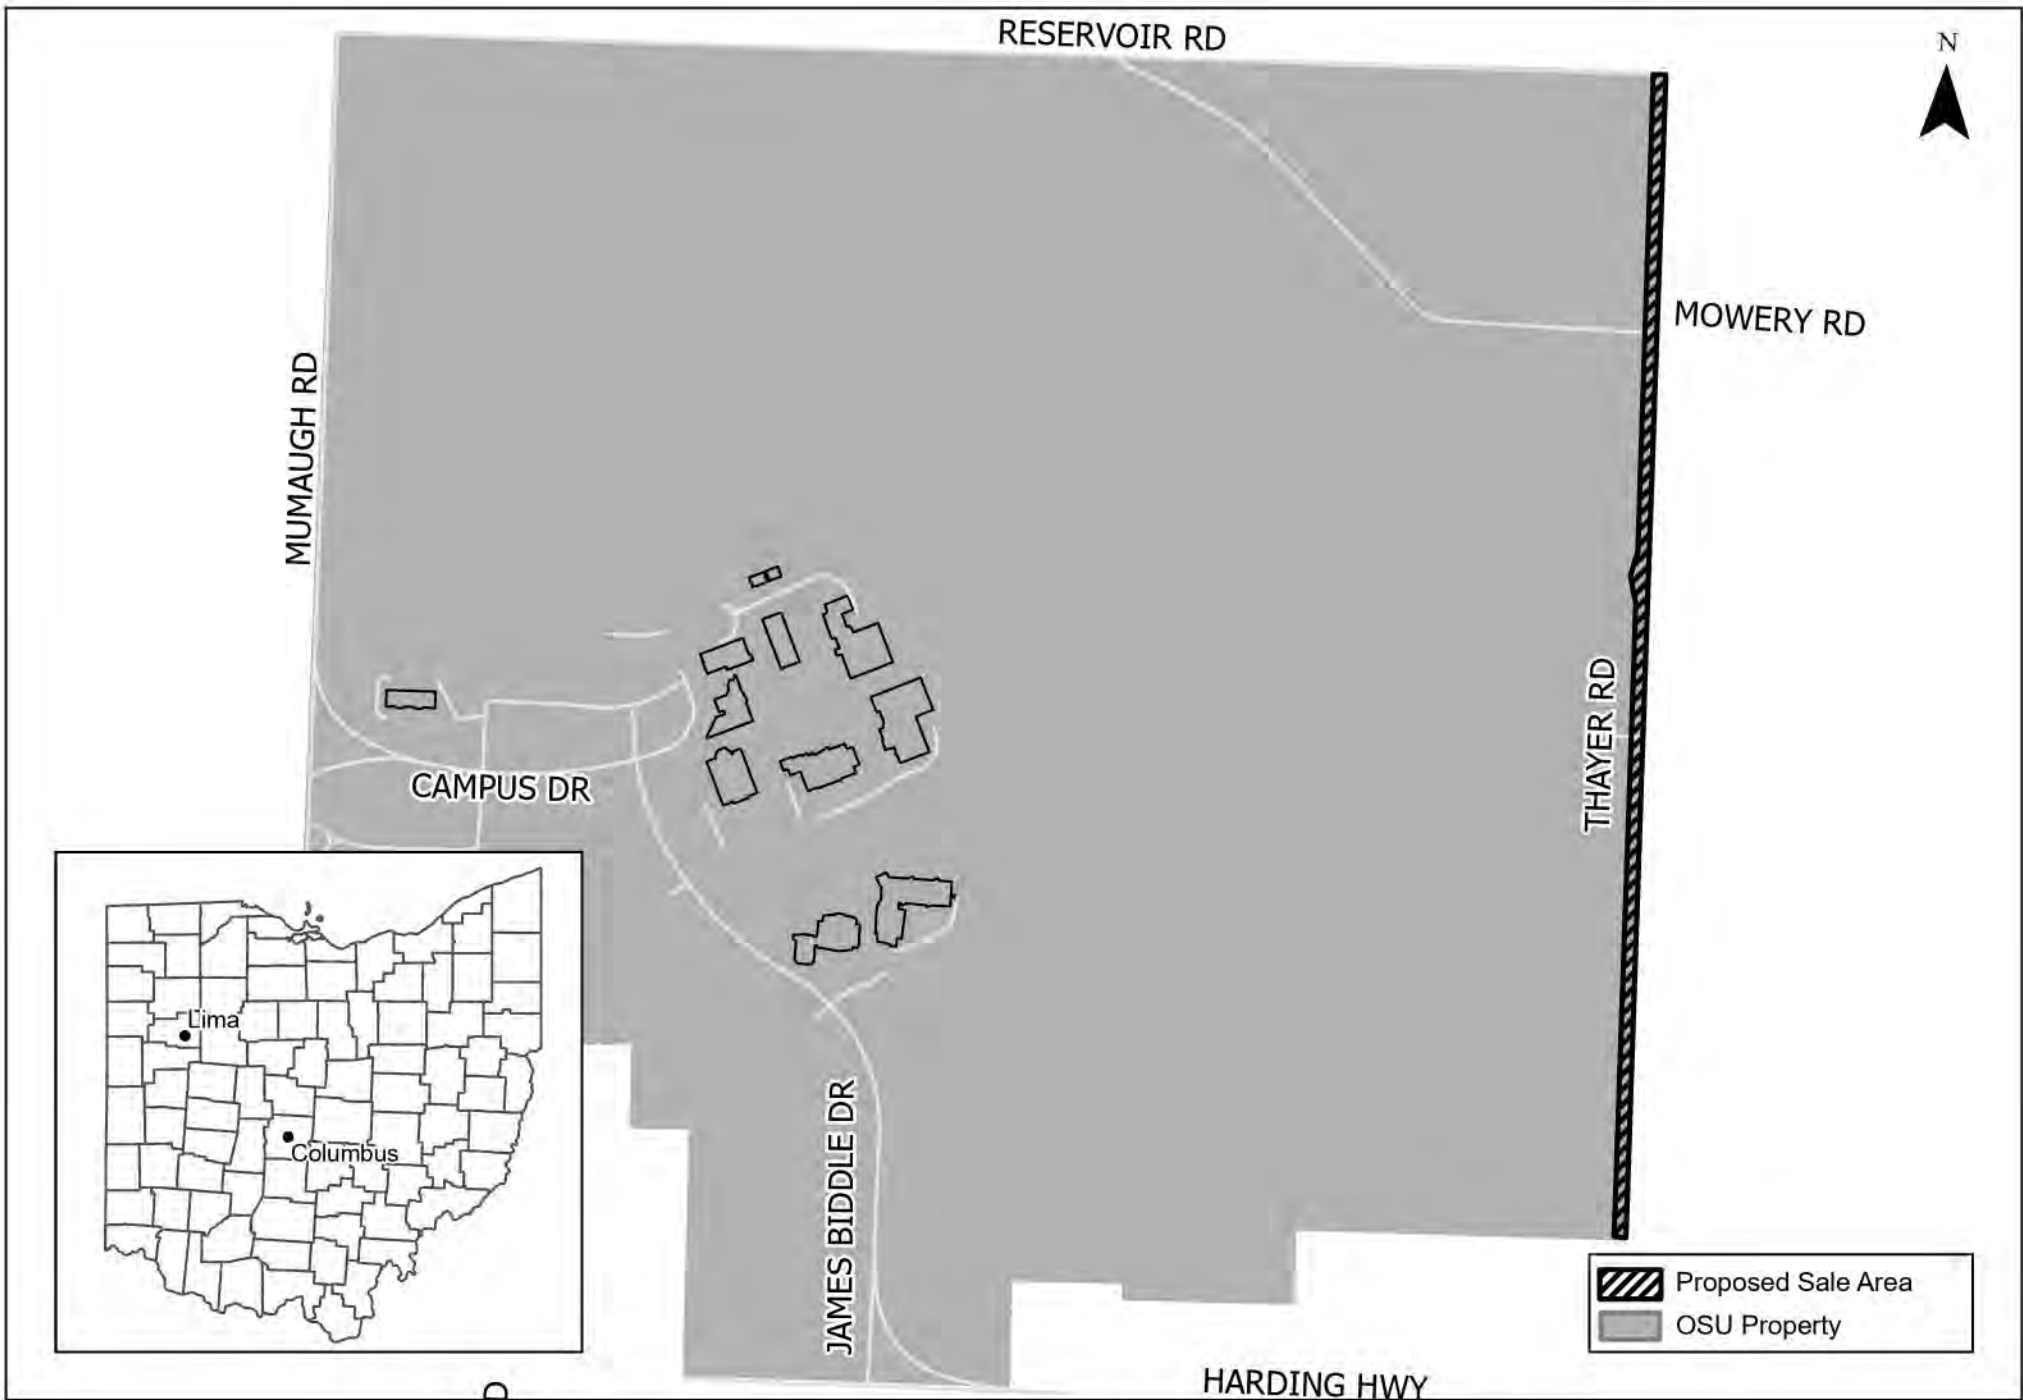 RESERVOIR RD
N
MOWERY RD
MUMAUGH RD
THAYER RD
CAMPUS DR
Lima
Columbus
JAMES BIDDLE DR
Proposed Sale Area
OSU Property
HARDING HWY
D